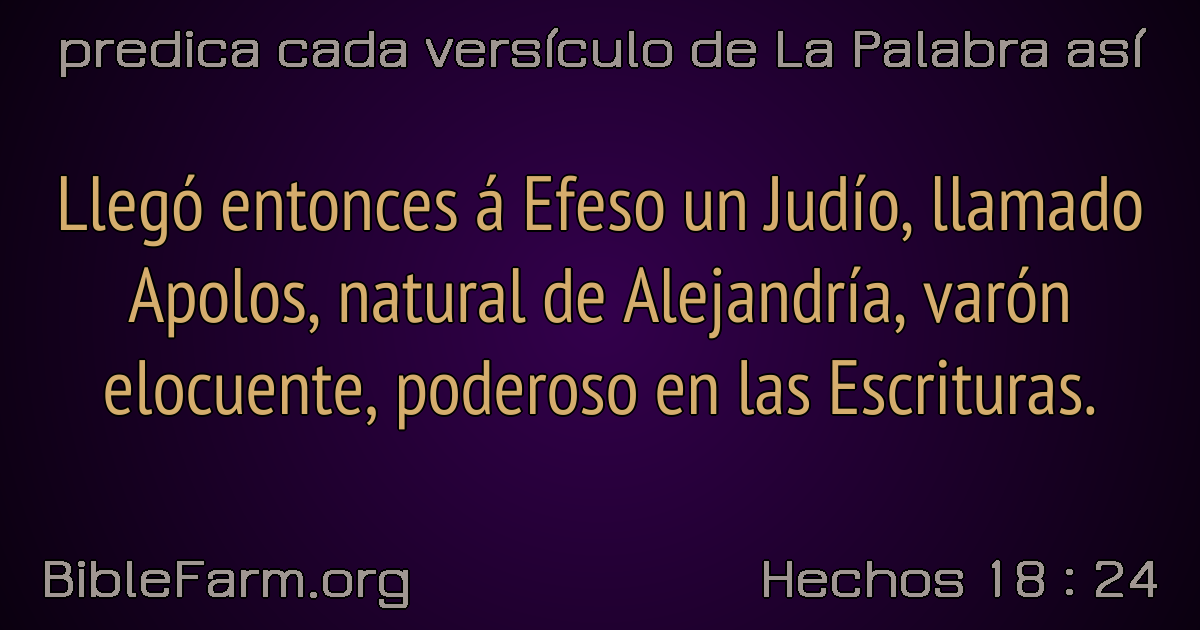 predica cada versículo de La Palabra así
Llegó entonces á Efeso un Judío, llamado
Apolos, natural de Alejandría, varón
elocuente, poderoso en las Escrituras.
BibleFarm.org
Hechos 18 : 24